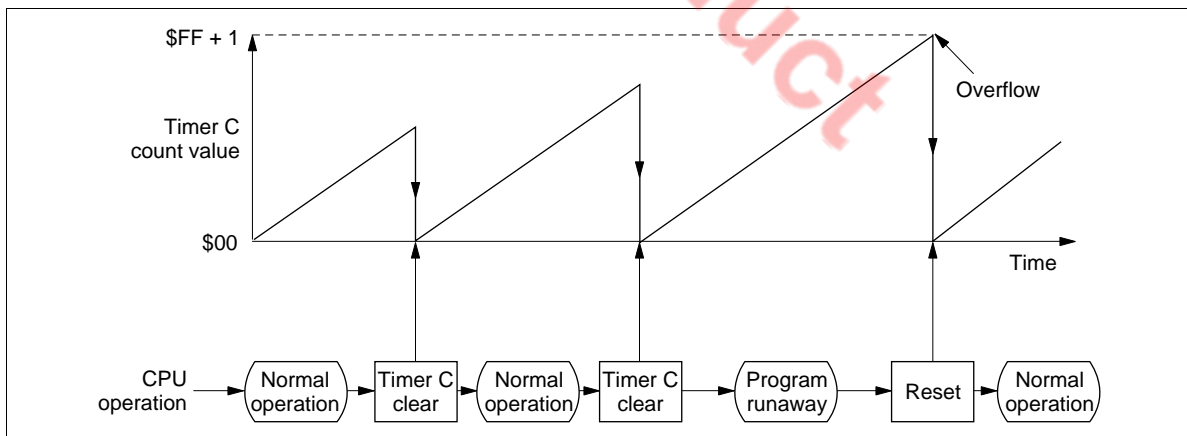 $FF + 1
Overflow
Timer C
count value
$00
Time
CPU
operation
Normal
operation
Timer C
clear
Normal
operation
Timer C
clear
Program
runaway
Reset
Normal
operation